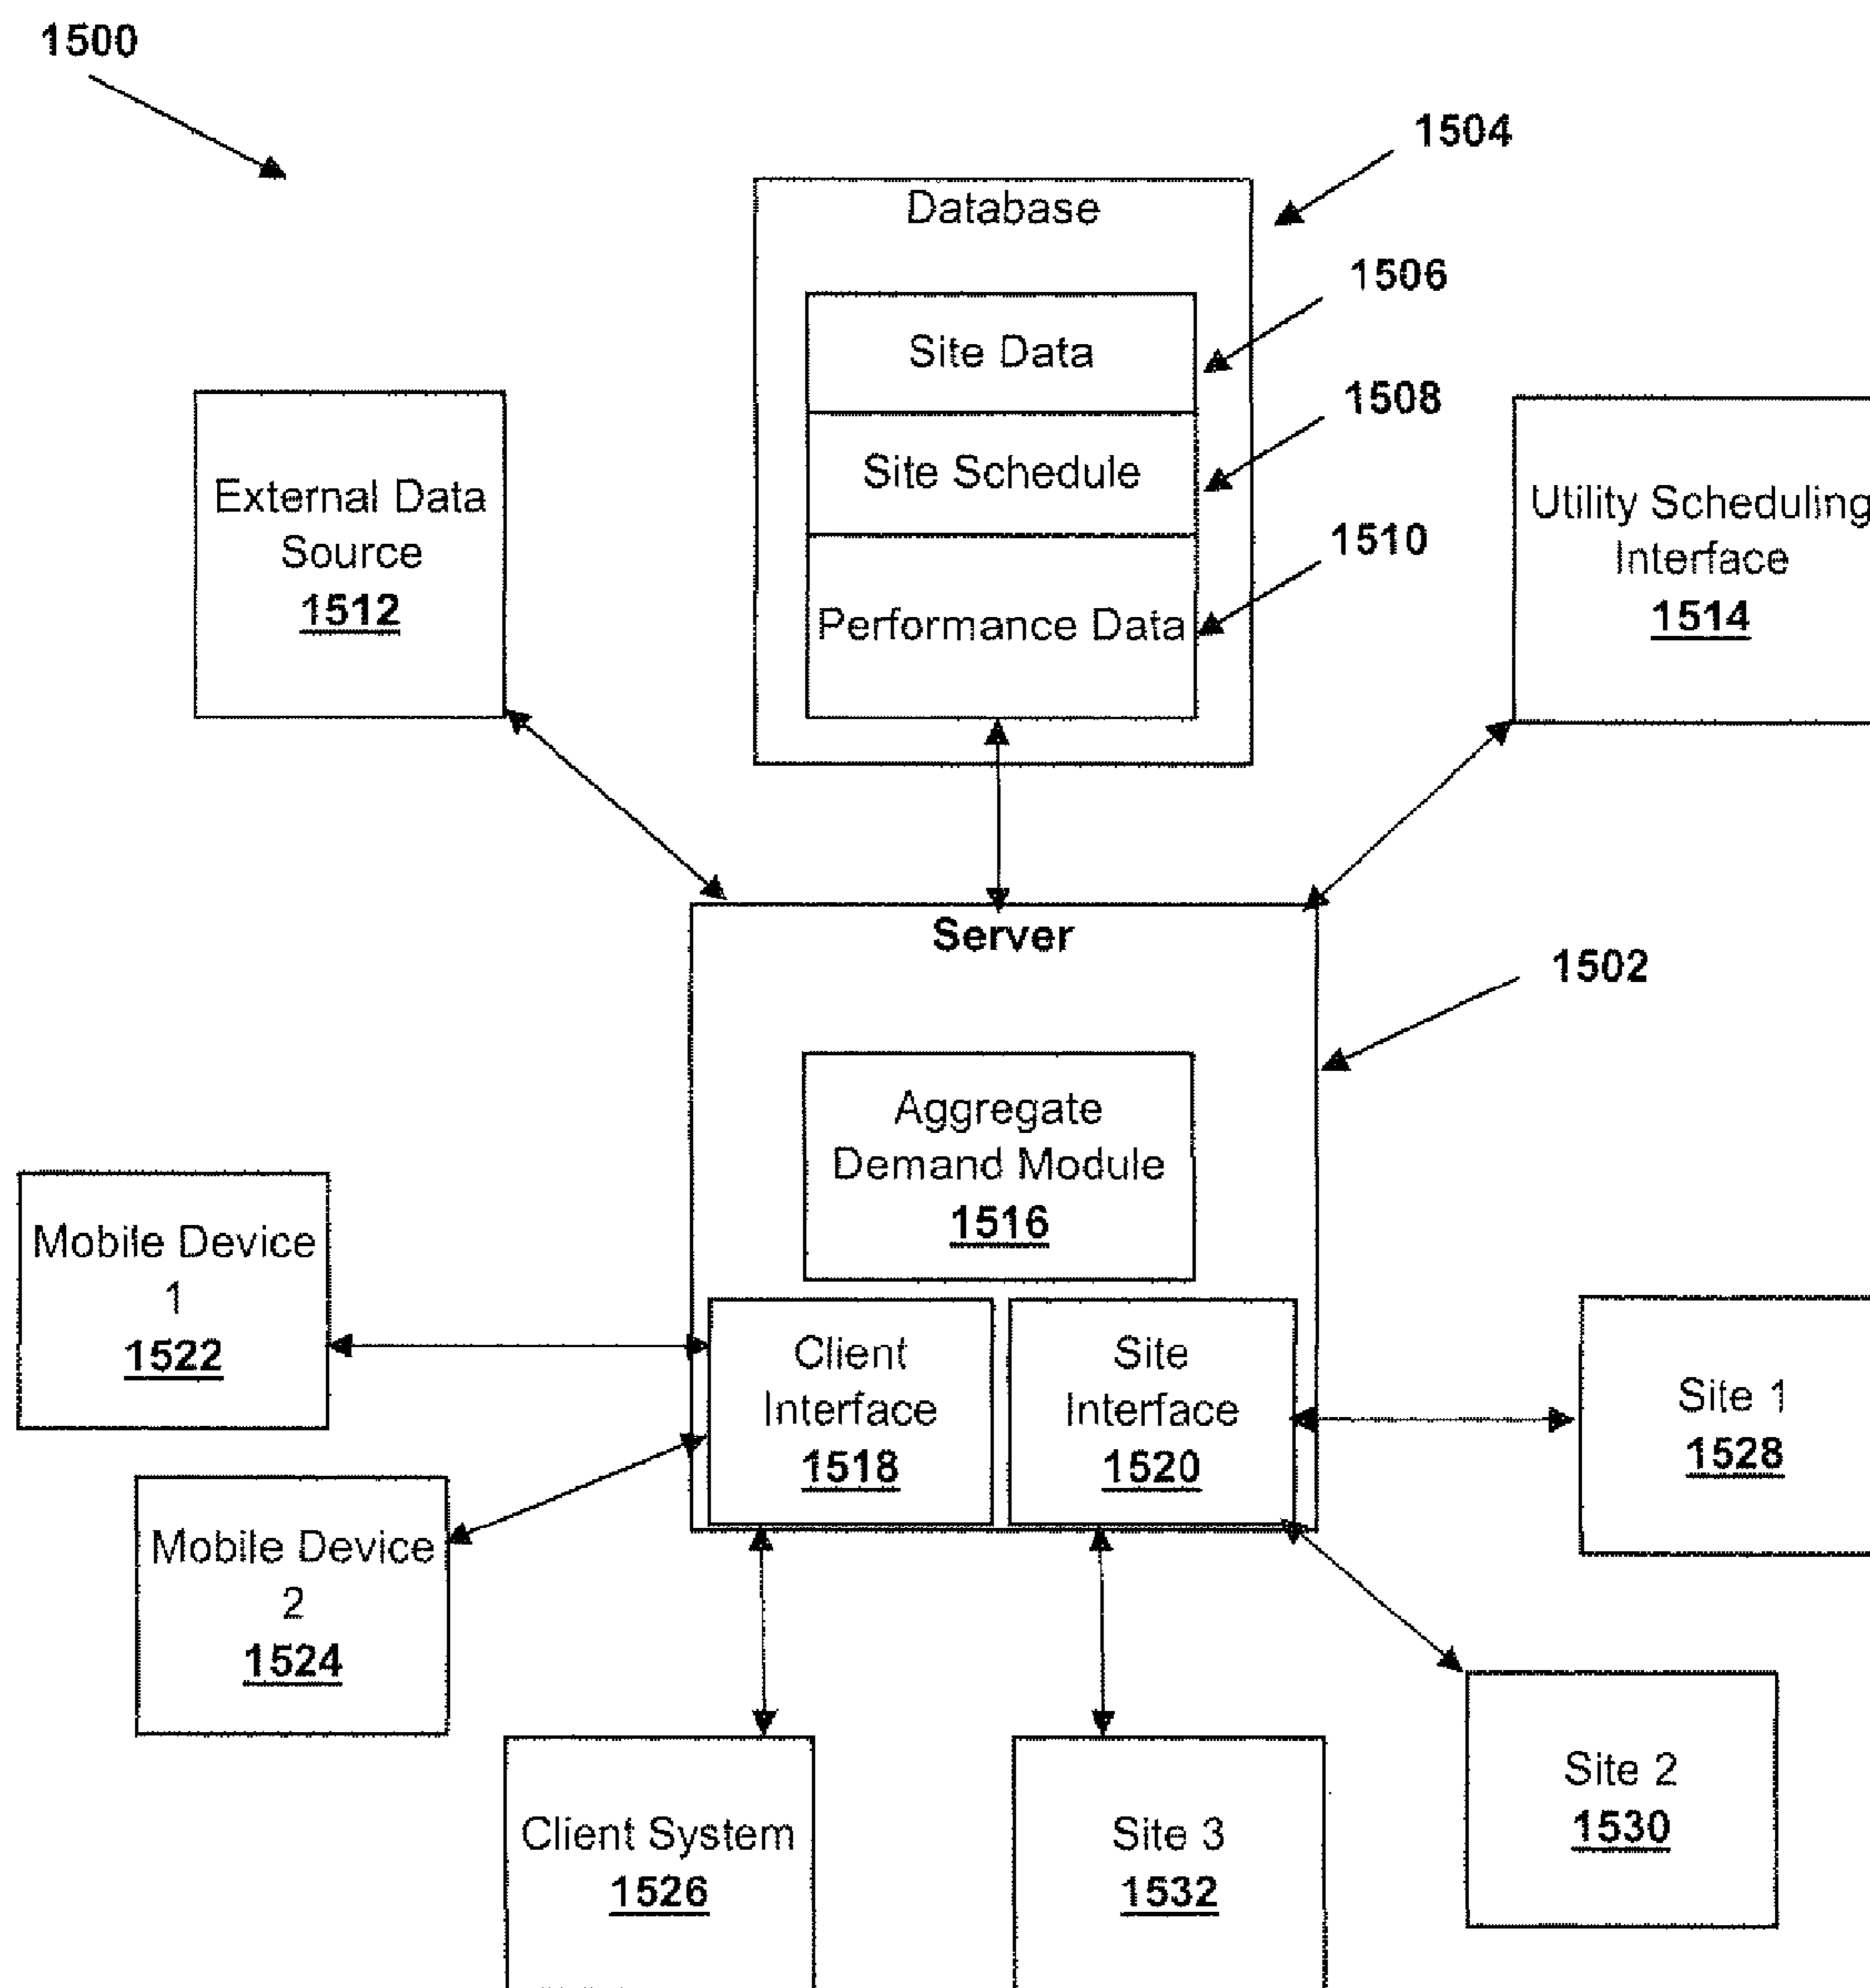 1500
1504
Database
1506
Site Data
1508
Site Schedule
1510
Performance Data
External Data
Source
1512
Utility Scheduling
Interface
1514
Server
1502
Aggregate
Demand Module
1516
Mobile Device
1
1522
Client
Interface
1518
Site
Interface
1520
Site 1
1528
Mobile Device
2
1524
Client System
1526
Site 3
1532
Site 2
1530